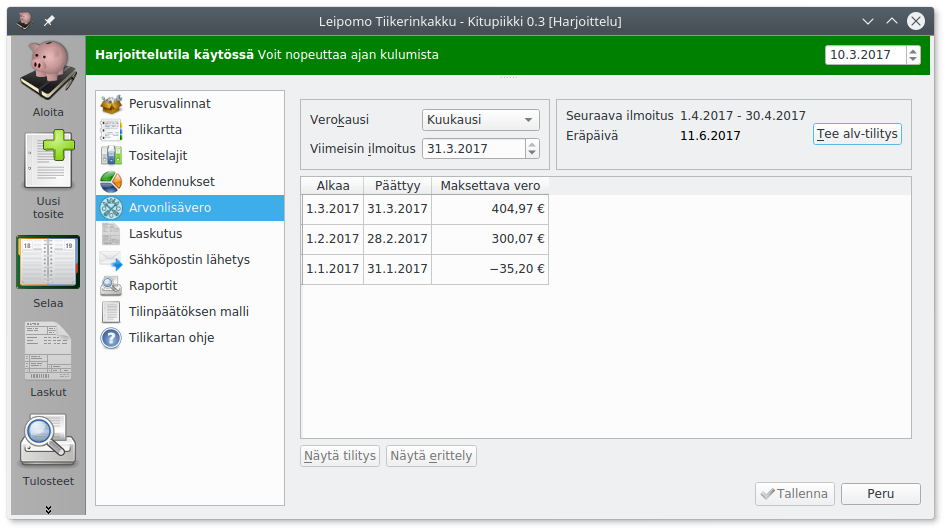 Leipomo Tiikerinkakku - Kitupiikki 0.3 [Harjoittelu]
Harjoittelutila käytössä Voit nopeuttaa ajan kulumista
10.3.2017
Aloita
Uusi
tosite
18 19
Selaa
Laskut
Tulosteet
Perusvalinnat
Tilikartta
Tositelajit
Kohdennukset
Arvonlisävero
Laskutus
Sähköpostin lähetys
Raportit
Tilinpäätöksen malli
Tilikartan ohje
Verokausi Kuukausi
Viimeisin ilmoitus 31.3.2017
Seuraava ilmoitus 1.4.2017 - 30.4.2017
Eräpäivä 11.6.2017
Tee alv-tilitys
Alkaa Päättyy Maksettava vero
1.3.2017 31.3.2017 404,97 €
1.2.2017 28.2.2017 300,07 €
1.1.2017 31.1.2017 −35,20 €
Näytä tilitys Näytä erittely
Tallenna Peru